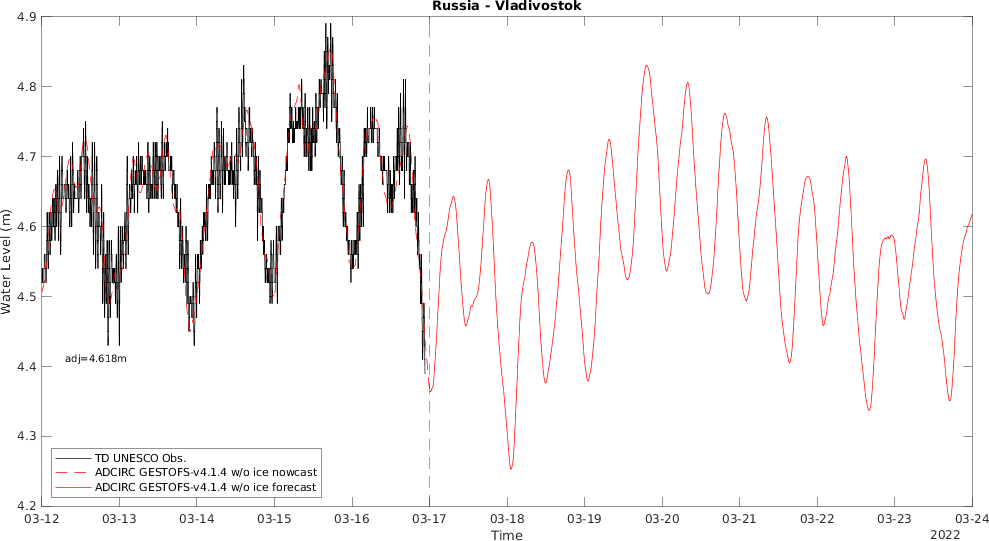 Russia - Vladivostok
4.9
4.8
4.7
4.6
4.5
4.4
4.3
4.2
Water Level (m)
adj=4.618m
TD UNESCO Obs.
ADCIRC GESTOFS-v4.1.4 w/o ice nowcast
ADCIRC GESTOFS-v4.1.4 w/o ice forecast
03-12 03-13 03-14 03-15 03-16 03-17 03-18 03-19 03-20 03-21 03-22 03-23 03-24
Time
2022